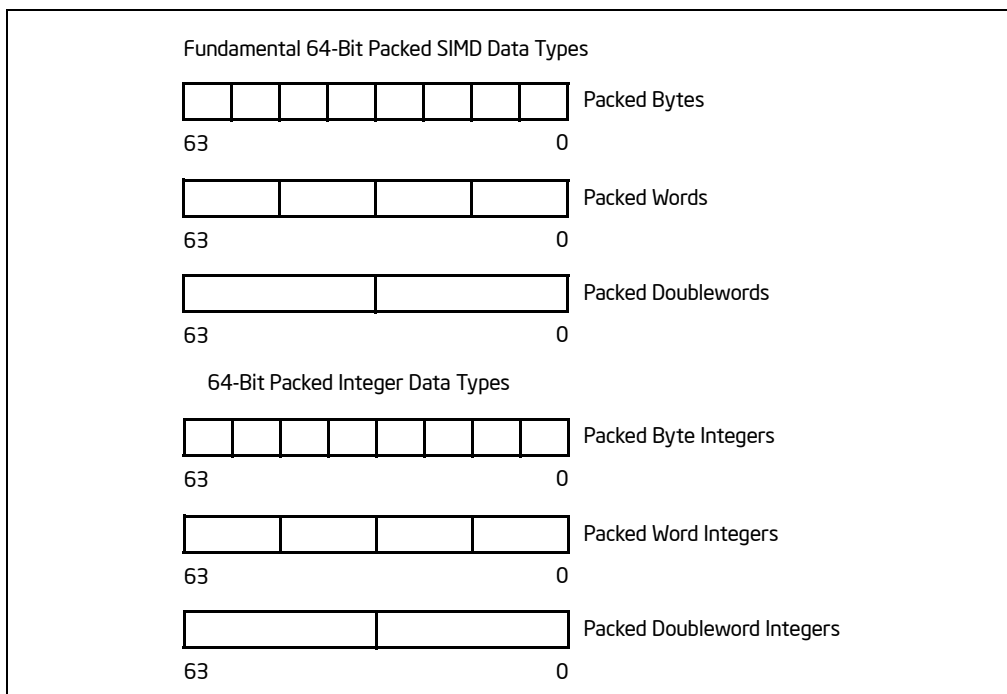 Fundamental 64-Bit Packed SIMD Data Types
Packed Bytes
63 0
Packed Words
63 0
Packed Doublewords
63 0
64-Bit Packed Integer Data Types
Packed Byte Integers
63 0
Packed Word Integers
63 0
Packed Doubleword Integers
63 0